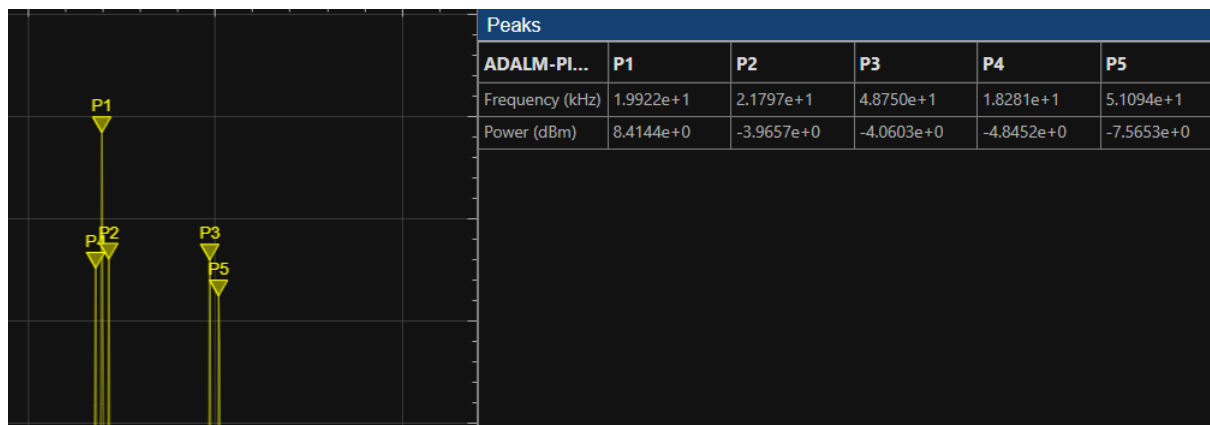 Peaks
ADALM-PI... P1 P2 P3 P4 P5
Frequency (kHz) 1.9922e+1 2.1797e+1 4.8750e+1 1.8281e+1 5.1094e+1
Power (dBm) 8.4144e+0 -3.9657e+0 -4.0603e+0 -4.8452e+0 -7.5653e+0
P1
P4 P2 P3
P5